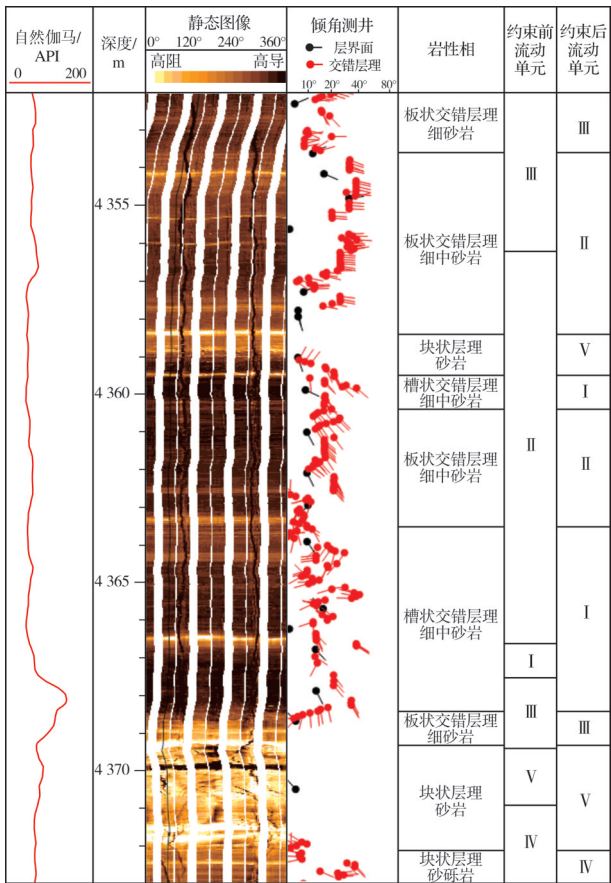 自然伽马/
API
0 200
深度/
m
静态图像
0° 120° 240° 360°
高阻 高导
倾角测井
层界面
交错层理
10° 20° 40° 80°
岩性相
约束前
流动
单元
约束后
流动
单元
4 355
4 360
4 365
4 370
板状交错层理
细砂岩
板状交错层理
细中砂岩
块状层理
砂岩
槽状交错层理
细中砂岩
板状交错层理
细中砂岩
槽状交错层理
细中砂岩
板状交错层理
细砂岩
块状层理
砂岩
块状层理
砂砾岩
Ⅲ
Ⅱ
Ⅰ
Ⅲ
Ⅴ
Ⅳ
Ⅲ
Ⅱ
Ⅴ
Ⅰ
Ⅱ
Ⅰ
Ⅲ
Ⅴ
Ⅳ